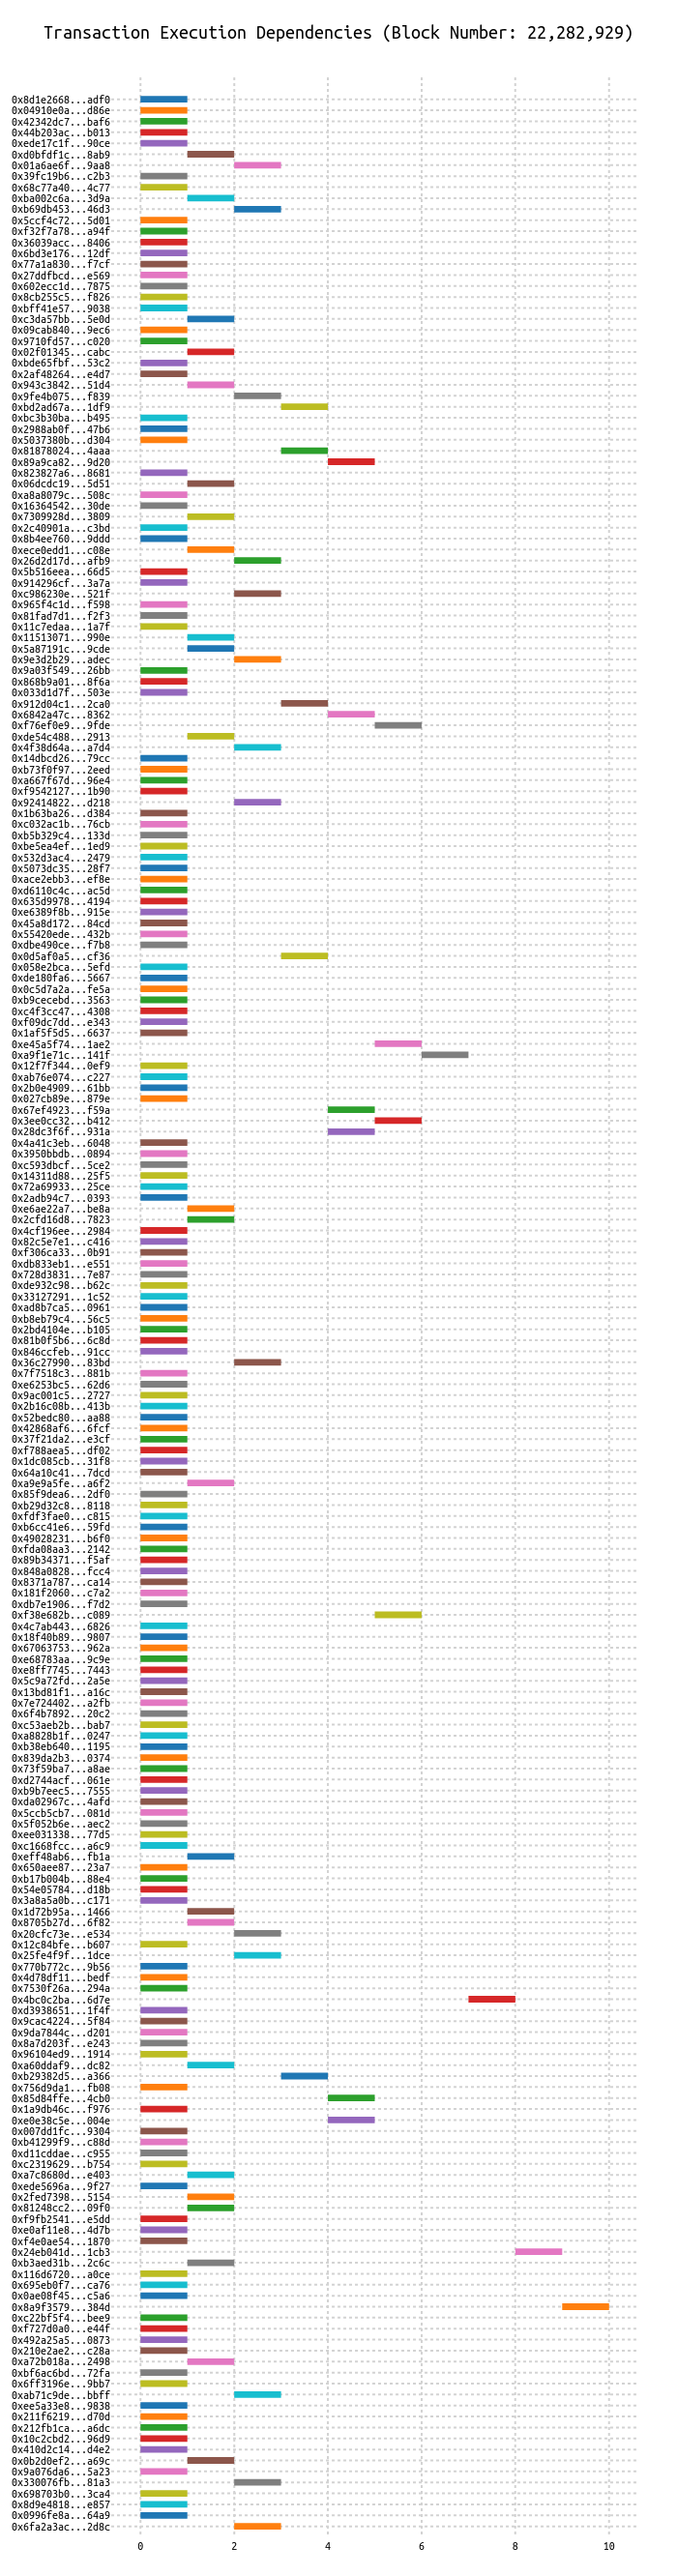 Transaction Execution Dependencies (Block Number: 22,282,929)
0x8d1e2668...adf0
0x04910e0a...d86e
0x42342dc7...baf6
0x44b203ac...b013
0xede17c1f...90ce
0xd0bfdf1c...8ab9
0x01a6ae6f...9aa8
0x39fc19b6...c2b3
0x68c77a40...4c77
0xba002c6a...3d9a
0xb69db453...46d3
0x5ccf4c72...5d01
0xf32f7a78...a94f
0x36039acc...8406
0x6bd3e176...12df
0x77a1a830...f7cf
0x27ddfbcd...e569
0x602ecc1d...7875
0x8cb255c5...f826
0xbff41e57...9038
0xc3da57bb...5e0d
0x09cab840...9ec6
0x9710fd57...c020
0x02f01345...cabc
0xbde65fbf...53c2
0x2af48264...e4d7
0x943c3842...51d4
0x9fe4b075...f839
0xbd2ad67a...1df9
0xbc3b30ba...b495
0x2988ab0f...47b6
0x5037380b...d304
0x81878024...4aaa
0x89a9ca82...9d20
0x823827a6...8681
0x06dcdc19...5d51
0xa8a8079c...508c
0x16364542...30de
0x7309928d...3809
0x2c40901a...c3bd
0x8b4ee760...9ddd
0xece0edd1...c08e
0x26d2d17d...afb9
0x5b516eea...66d5
0x914296cf...3a7a
0xc986230e...521f
0x965f4c1d...f598
0x81fad7d1...f2f3
0x11c7edaa...1a7f
0x11513071...990e
0x5a87191c...9cde
0x9e3d2b29...adec
0x9a03f549...26bb
0x868b9a01...8f6a
0x033d1d7f...503e
0x912d04c1...2ca0
0x6842a47c...8362
0xf76ef0e9...9fde
0xde54c488...2913
0x4f38d64a...a7d4
0x14dbcd26...79cc
0xb73f0f97...2eed
0xa667f67d...96e4
0xf9542127...1b90
0x92414822...d218
0x1b63ba26...d384
0xc032ac1b...76cb
0xb5b329c4...133d
0xbe5ea4ef...1ed9
0x532d3ac4...2479
0x5073dc35...28f7
0xace2ebb3...ef8e
0xd6110c4c...ac5d
0x635d9978...4194
0xe6389f8b...915e
0x45a8d172...84cd
0x55420ede...432b
0xdbe490ce...f7b8
0x0d5af0a5...cf36
0x058e2bca...5efd
0xde180fa6...5667
0x0c5d7a2a...fe5a
0xb9cecebd...3563
0xc4f3cc47...4308
0xf09dc7dd...e343
0x1af5f5d5...6637
0xe45a5f74...1ae2
0xa9f1e71c...141f
0x12f7f344...0ef9
0xab76e074...c227
0x2b0e4909...61bb
0x027cb89e...879e
0x67ef4923...f59a
0x3ee0cc32...b412
0x28dc3f6f...931a
0x4a41c3eb...6048
0x3950bbdb...0894
0xc593dbcf...5ce2
0x14311d88...25f5
0x72a69933...25ce
0x2adb94c7...0393
0xe6ae22a7...be8a
0x2cfd16d8...7823
0x4cf196ee...2984
0x82c5e7e1...c416
0xf306ca33...0b91
0xdb833eb1...e551
0x728d3831...7e87
0xde932c98...b62c
0x33127291...1c52
0xad8b7ca5...0961
0xb8eb79c4...56c5
0x2bd4104e...b105
0x81b0f5b6...6c8d
0x846ccfeb...91cc
0x36c27990...83bd
0x7f7518c3...881b
0xe6253bc5...62d6
0x9ac001c5...2727
0x2b16c08b...413b
0x52bedc80...aa88
0x42868af6...6fcf
0x37f21da2...e3cf
0xf788aea5...df02
0x1dc085cb...31f8
0x64a10c41...7dcd
0xa9e9a5fe...a6f2
0x85f9dea6...2df0
0xb29d32c8...8118
0xfdf3fae0...c815
0xb6cc41e6...59fd
0x49028231...b6f0
0xfda08aa3...2142
0x89b34371...f5af
0x848a0828...fcc4
0x8371a787...ca14
0x181f2060...c7a2
0xdb7e1906...f7d2
0xf38e682b...c089
0x4c7ab443...6826
0x18f40b89...9807
0x67063753...962a
0xe68783aa...9c9e
0xe8ff7745...7443
0x5c9a72fd...2a5e
0x13bd81f1...a16c
0x7e724402...a2fb
0x6f4b7892...20c2
0xc53aeb2b...bab7
0xa8828b1f...0247
0xb38eb640...1195
0x839da2b3...0374
0x73f59ba7...a8ae
0xd2744acf...061e
0xb9b7eec5...7555
0xda02967c...4afd
0x5ccb5cb7...081d
0x5f052b6e...aec2
0xee031338...77d5
0xc1668fcc...a6c9
0xeff48ab6...fb1a
0x650aee87...23a7
0xb17b004b...88e4
0x54e05784...d18b
0x3a8a5a0b...c171
0x1d72b95a...1466
0x8705b27d...6f82
0x20cfc73e...e534
0x12c84bfe...b607
0x25fe4f9f...1dce
0x770b772c...9b56
0x4d78df11...bedf
0x7530f26a...294a
0x4bc0c2ba...6d7e
0xd3938651...1f4f
0x9cac4224...5f84
0x9da7844c...d201
0x8a7d203f...e243
0x96104ed9...1914
0xa60ddaf9...dc82
0xb29382d5...a366
0x756d9da1...fb08
0x85d84ffe...4cb0
0x1a9db46c...f976
0xe0e38c5e...004e
0x007dd1fc...9304
0xb41299f9...c88d
0xd11cddae...c955
0xc2319629...b754
0xa7c8680d...e403
0xede5696a...9f27
0x2fed7398...5154
0x81248cc2...09f0
0xf9fb2541...e5dd
0xe0af11e8...4d7b
0xf4e0ae54...1870
0x24eb041d...1cb3
0xb3aed31b...2c6c
0x116d6720...a0ce
0x695eb0f7...ca76
0x0ae08f45...c5a6
0x8a9f3579...384d
0xc22bf5f4...bee9
0xf727d0a0...e44f
0x492a25a5...0873
0x210e2ae2...c28a
0xa72b018a...2498
0xbf6ac6bd...72fa
0x6ff3196e...9bb7
0xab71c9de...bbff
0xee5a33e8...9838
0x211f6219...d70d
0x212fb1ca...a6dc
0x10c2cbd2...96d9
0x410d2c14...d4e2
0x0b2d0ef2...a69c
0x9a076da6...5a23
0x330076fb...81a3
0x698703b0...3ca4
0x8d9e4818...e857
0x0996fe8a...64a9
0x6fa2a3ac...2d8c
0 2 4 6 8 10